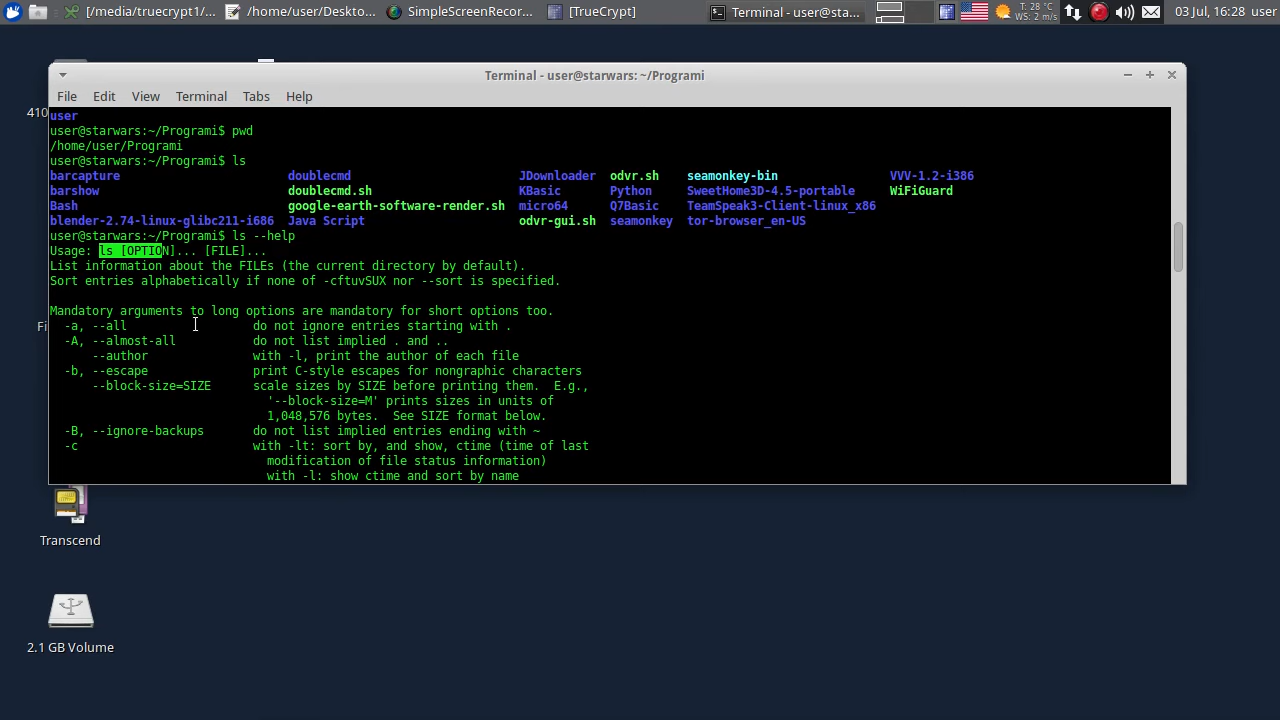 [/media/truecrypt1/... /home/user/Deskto... SimpleScreenRecor... [TrueCrypt] Terminal - user@sta... T: 28 °C WS: 2 m/s 03 Jul, 16:28 user
Terminal - user@starwars: ~/Programi
File Edit View Terminal Tabs Help
user
user@starwars:~/Programi$ pwd
/home/user/Programi
user@starwars:~/Programi$ ls
barcapture doublecmd JDownloader odvr.sh seamonkey-bin VVV-1.2-i386
barshow doublecmd.sh KBasic Python SweetHome3D-4.5-portable WiFiGuard
Bash google-earth-software-render.sh micro64 Q7Basic TeamSpeak3-Client-linux_x86
blender-2.74-linux-glibc211-i686 Java Script odvr-gui.sh seamonkey tor-browser_en-US
user@starwars:~/Programi$ ls --help
Usage: ls [OPTION]... [FILE]...
List information about the FILEs (the current directory by default).
Sort entries alphabetically if none of -cftuvSUX nor --sort is specified.
Mandatory arguments to long options are mandatory for short options too.
-a, --all do not ignore entries starting with .
-A, --almost-all do not list implied . and ..
--author with -l, print the author of each file
-b, --escape print C-style escapes for nongraphic characters
--block-size=SIZE scale sizes by SIZE before printing them. E.g.,
'--block-size=M' prints sizes in units of
1,048,576 bytes. See SIZE format below.
-B, --ignore-backups do not list implied entries ending with ~
-c with -lt: sort by, and show, ctime (time of last
modification of file status information)
with -l: show ctime and sort by name
410
Fi
Transcend
2.1 GB Volume